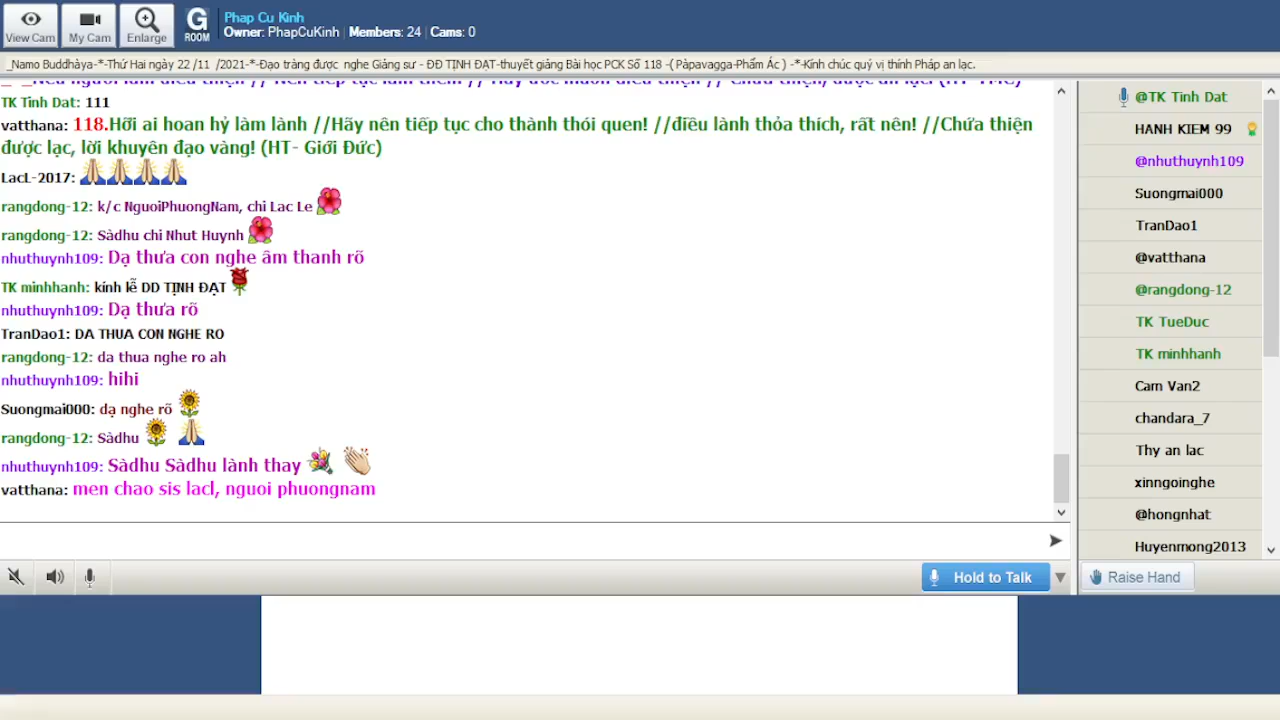 View Cam
My Cam
Enlarge
G
ROOM
Phap Cu Kinh
Owner: PhapCuKinh | Members: 24 | Cams: 0
_Namo Buddhàya-*-Thứ Hai ngày 22 /11 /2021-*-Đạo tràng được nghe Giảng sư - ĐĐ TỊNH ĐẠT-thuyết giảng Bài học PCK Số 118 -( Pàpavagga-Phẩm Ác ) -*-Kính chúc quý vị thính Pháp an lạc.
TK Tinh Dat: 111
vatthana: 118.Hỡi ai hoan hỷ làm lành //Hãy nên tiếp tục cho thành thói quen! //điều lành thỏa thích, rất nên! //Chứa thiện
được lạc, lời khuyên đạo vàng! (HT- Giới Đức)
LacL-2017:
rangdong-12: k/c NguoiPhuongNam, chi Lac Le
rangdong-12: Sàdhu chi Nhut Huynh
nhuthuynh109: Dạ thưa con nghe âm thanh rõ
TK minhhanh: kính lễ DD TỊNH ĐẠT
nhuthuynh109: Dạ thưa rõ
TranDao1: DA THUA CON NGHE RO
rangdong-12: da thua nghe ro ah
nhuthuynh109: hihi
Suongmai000: dạ nghe rõ
rangdong-12: Sàdhu
nhuthuynh109: Sàdhu Sàdhu lành thay
vatthana: men chao sis lacl, nguoi phuongnam
@TK Tinh Dat
HANH KIEM 99
@nhuthuynh109
Suongmai000
TranDao1
@vatthana
@rangdong-12
TK TueDuc
TK minhhanh
Cam Van2
chandara_7
Thy an lac
xinngoinghe
@hongnhat
Huyenmong2013
Hold to Talk
Raise Hand